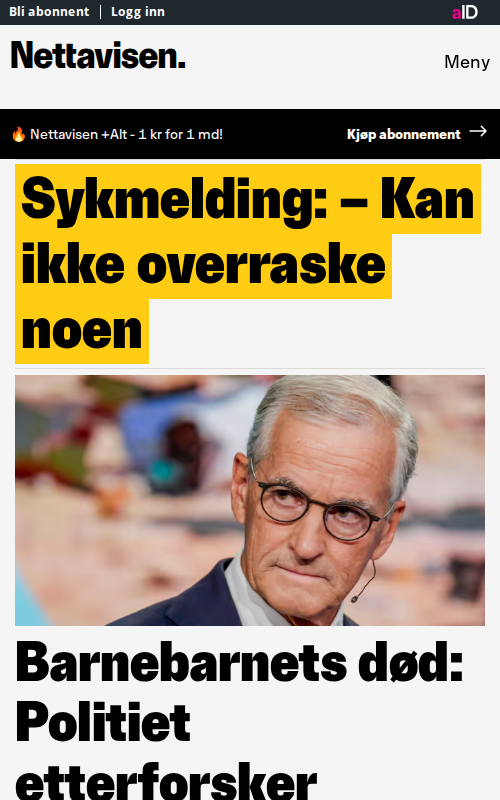 Bli abonnent | Logg inn
aID
Nettavisen.
Meny
🔥 Nettavisen +Alt - 1 kr for 1 md!
Kjøp abonnement →
Sykmelding: – Kan
ikke overraske
noen
Barnebarnets død:
Politiet
etterforsker